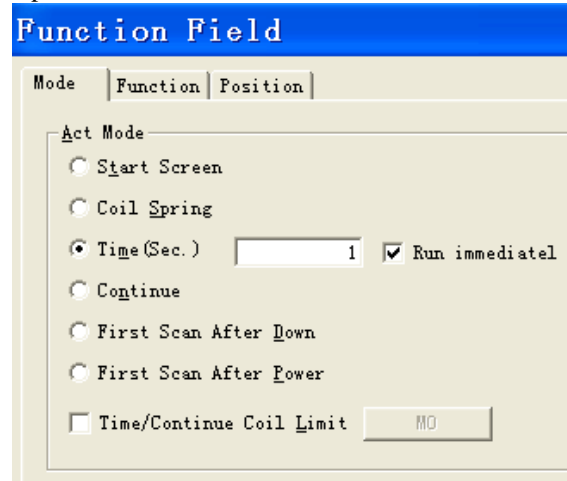 Function Field
Mode Function Position
Act Mode
Start Screen
Coil Spring
Time(Sec.) 1 Run immediatel
Continue
First Scan After Down
First Scan After Power
Time/Continue Coil Limit M0